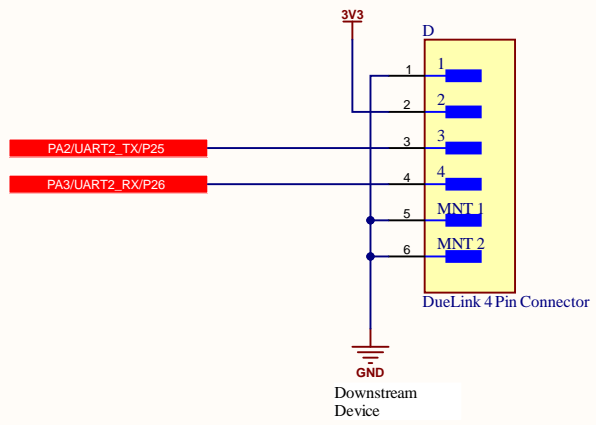 3V3
D
1 1
2 2
PA2/UART2_TX/P25 3 3
PA3/UART2_RX/P26 4 4
5 MNT 1
6 MNT 2
DueLink 4 Pin Connector
GND
Downstream
Device